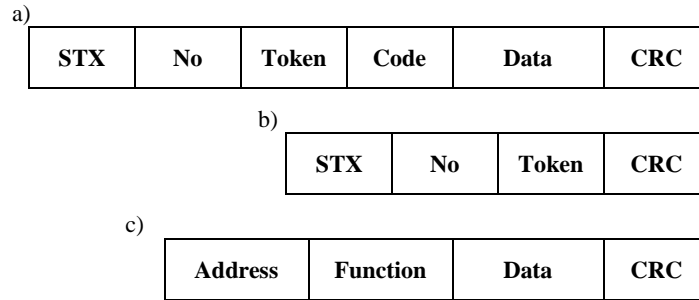 a)
STX No Token Code Data CRC
b)
STX No Token CRC
c)
Address Function Data CRC